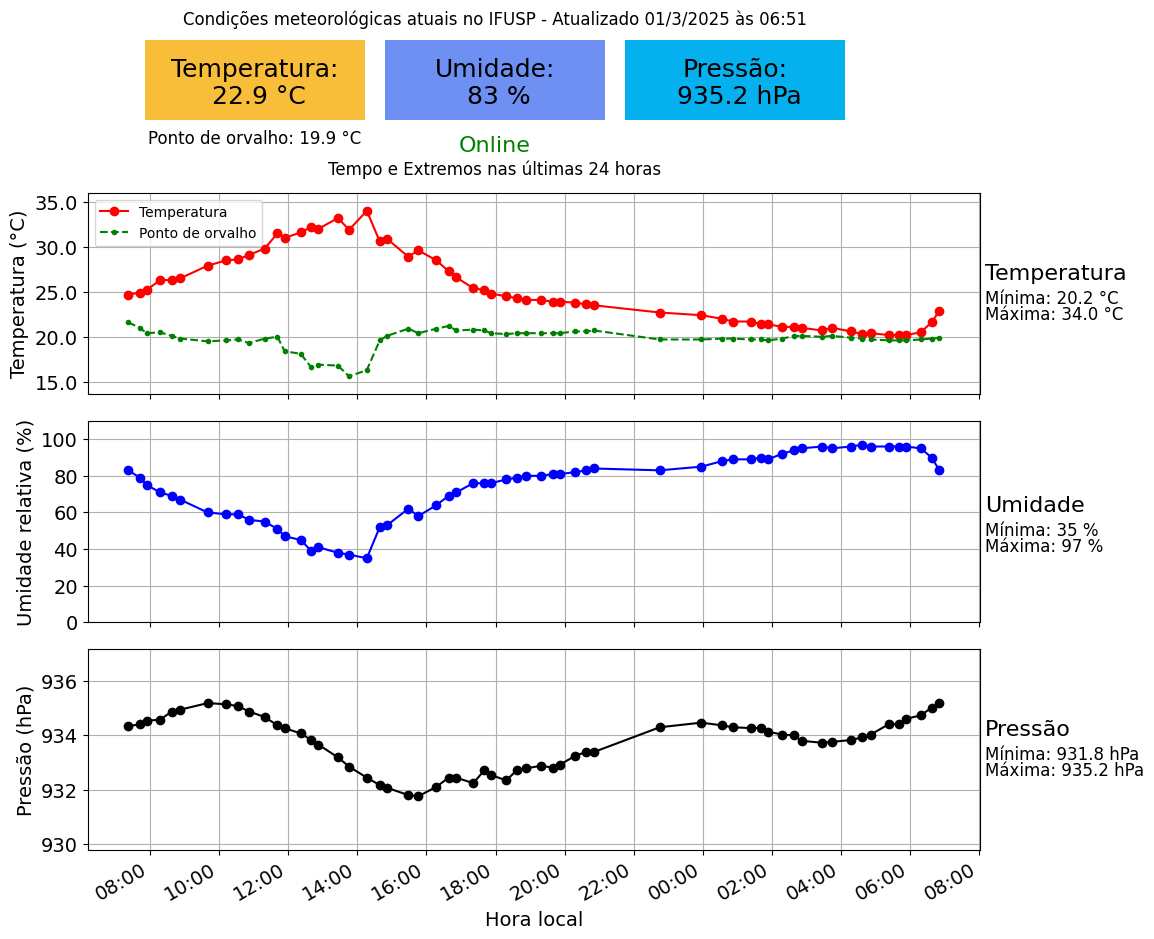 Condições meteorológicas atuais no IFUSP - Atualizado 01/3/2025 às 06:51
Temperatura:
22.9 °C
Umidade:
83 %
Pressão:
935.2 hPa
Ponto de orvalho: 19.9 °C
Online
Tempo e Extremos nas últimas 24 horas
Temperatura (°C)
35.0
30.0
25.0
20.0
15.0
Temperatura
Ponto de orvalho
Temperatura
Mínima: 20.2 °C
Máxima: 34.0 °C
Umidade relativa (%)
100
80
60
40
20
0
Umidade
Mínima: 35 %
Máxima: 97 %
Pressão (hPa)
936
934
932
930
Pressão
Mínima: 931.8 hPa
Máxima: 935.2 hPa
08:00 10:00 12:00 14:00 16:00 18:00 20:00 22:00 00:00 02:00 04:00 06:00 08:00
Hora local